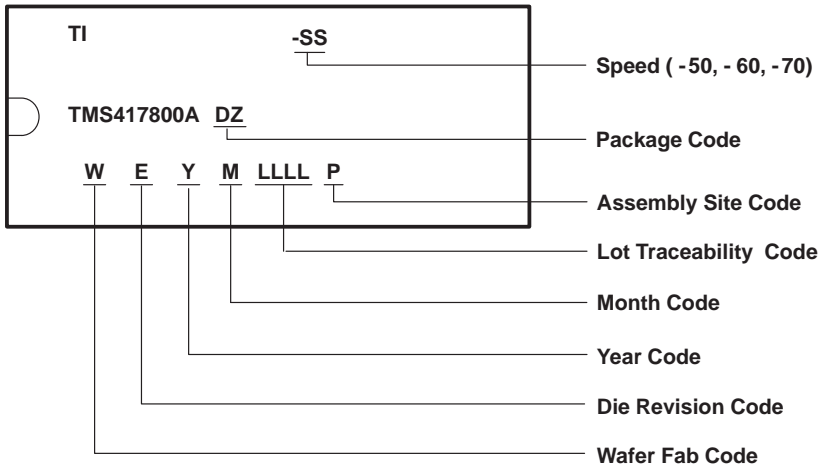 TI -SS
Speed ( -50, - 60, -70)
TMS417800A DZ
Package Code
W E Y M LLLL P
Assembly Site Code
Lot Traceability Code
Month Code
Year Code
Die Revision Code
Wafer Fab Code